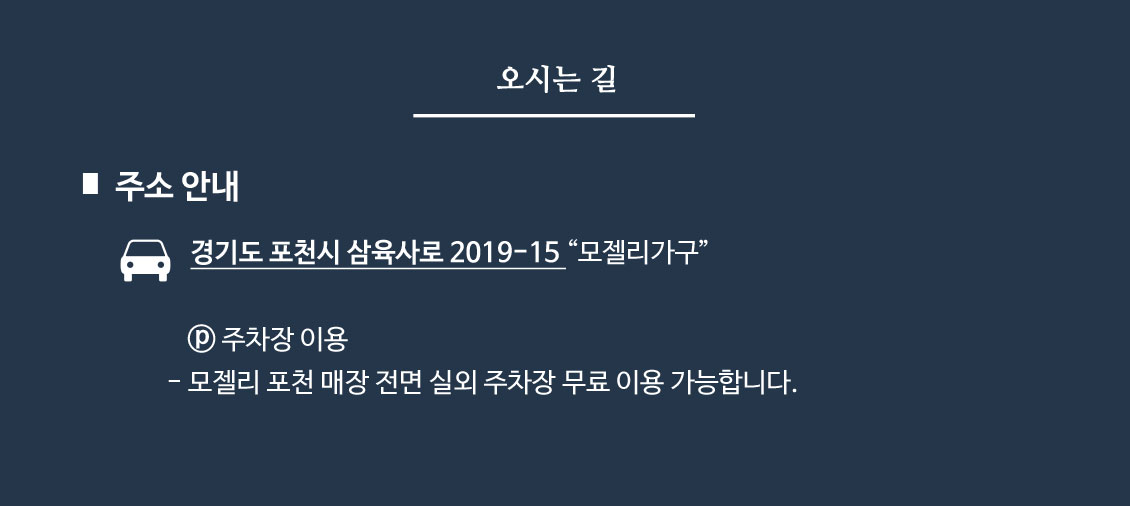 오시는 길
■ 주소 안내
경기도 포천시 삼육사로 2019-15 “모젤리가구”
ⓟ 주차장 이용
- 모젤리 포천 매장 전면 실외 주차장 무료 이용 가능합니다.